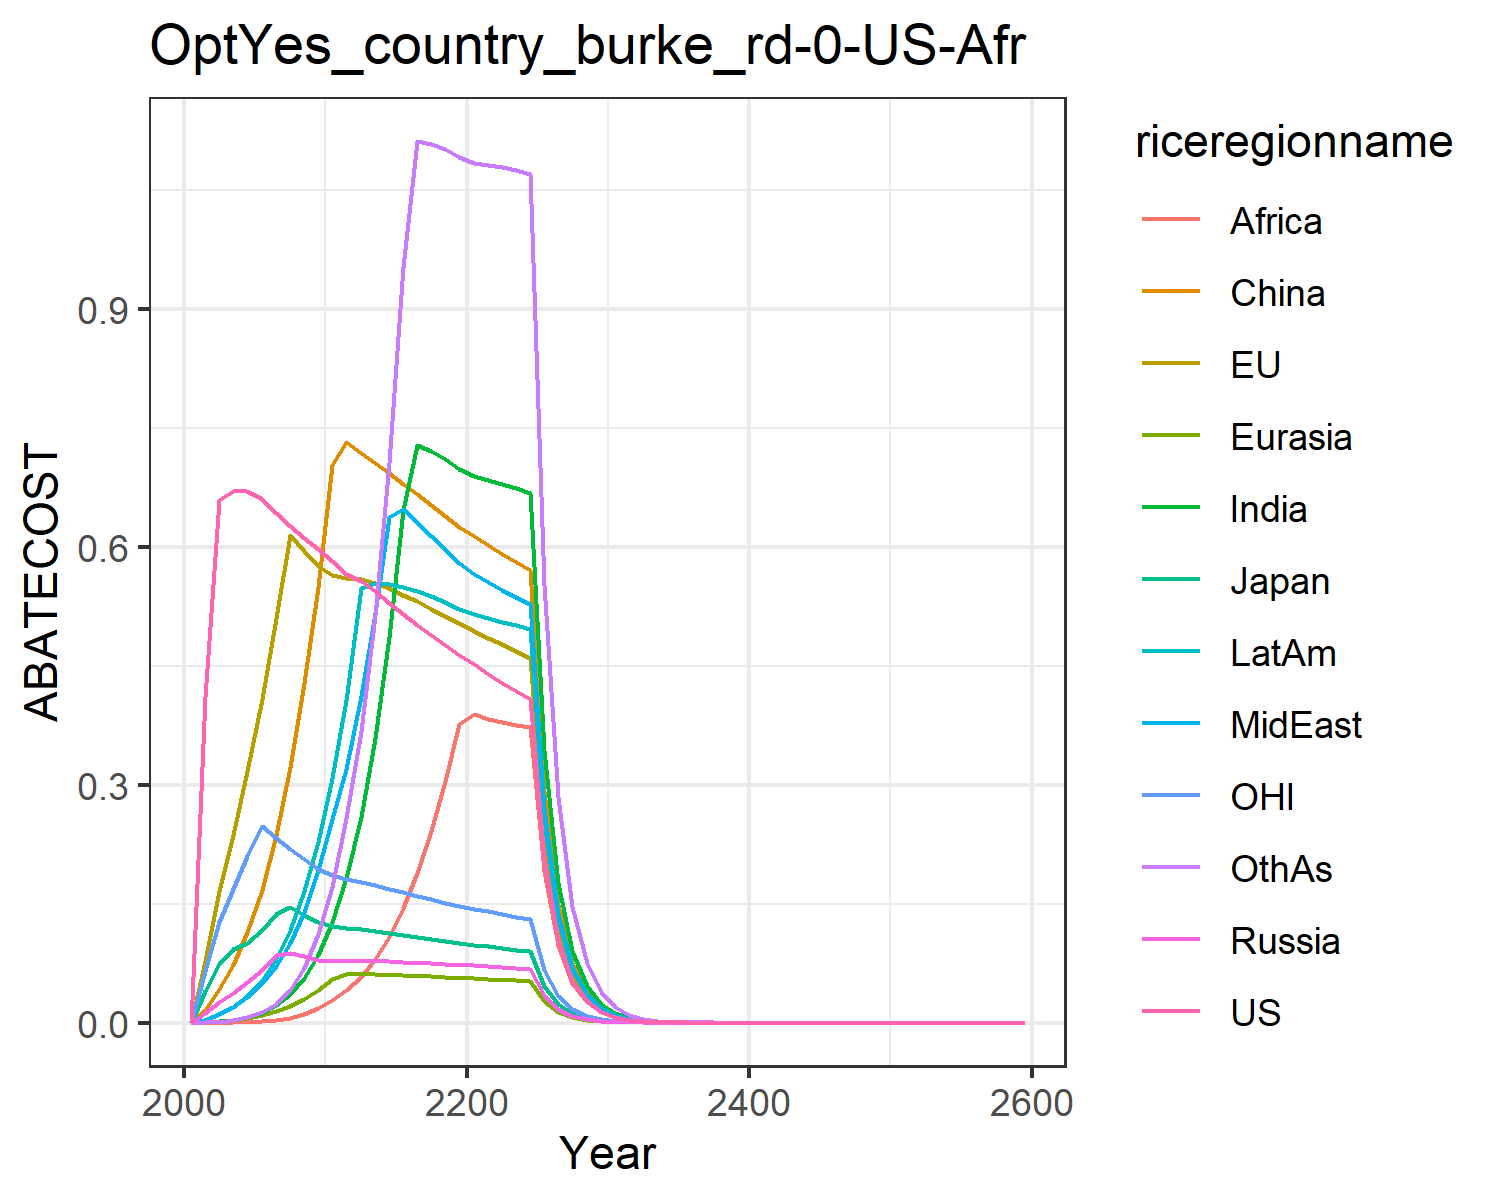 OptYes_country_burke_rd-0-US-Afr
ABATECOST
0.9
0.6
0.3
0.0
2000
2200
2400
2600
Year
riceregionname
Africa
China
EU
Eurasia
India
Japan
LatAm
MidEast
OHI
OthAs
Russia
US